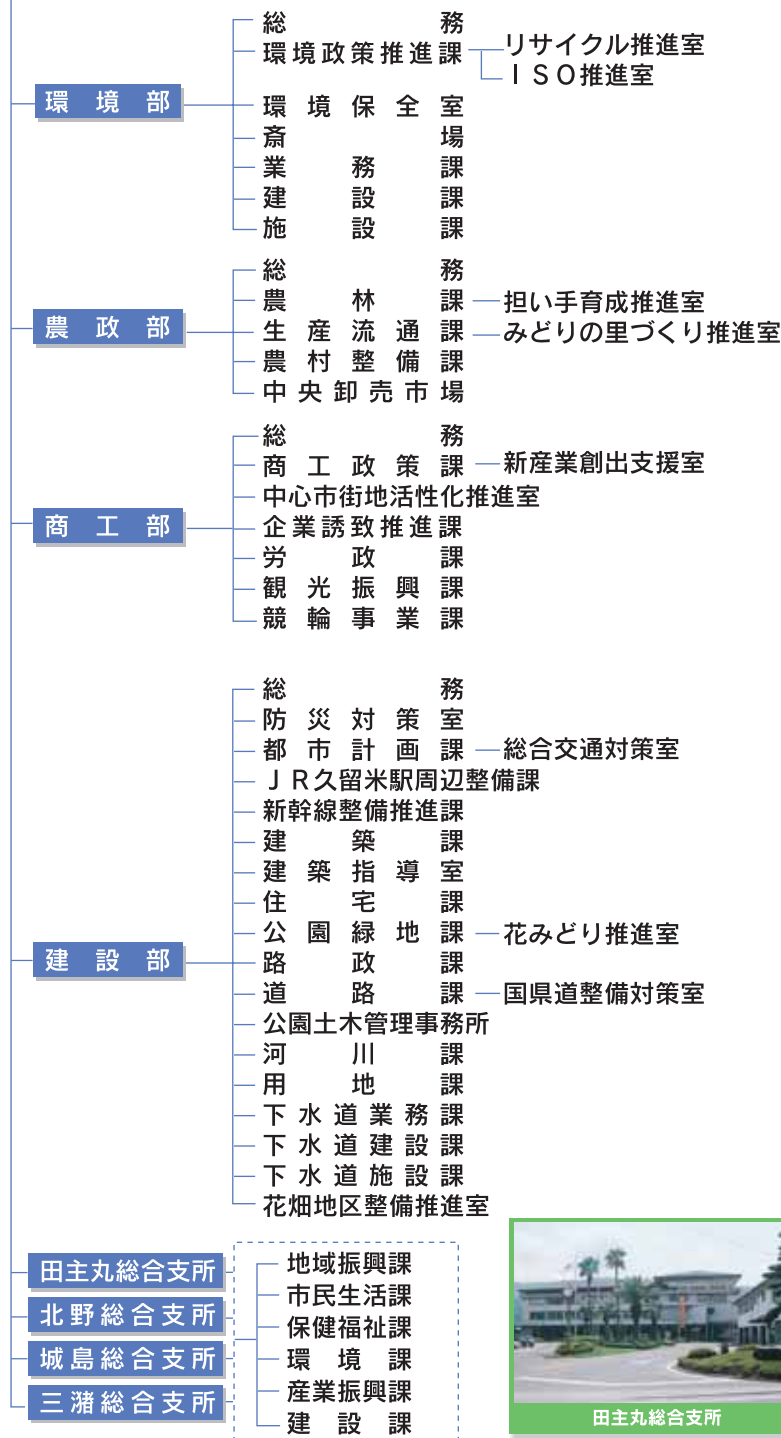 環境部
総務
環境政策推進課
リサイクル推進室
ISO推進室
環境保全室
斎場
業務課
建設課
施設課
農政部
総務
農林課
担い手育成推進室
生産流通課
みどりの里づくり推進室
農村整備課
中央卸売市場
商工部
総務
商工政策課
新産業創出支援室
中心市街地活性化推進室
企業誘致推進課
労政課
観光振興課
競輪事業課
建設部
総務
防災対策室
都市計画課
総合交通対策室
JR久留米駅周辺整備課
新幹線整備推進課
建築課
建築指導室
住宅課
公園緑地課
花みどり推進室
路政課
道路課
国県道整備対策室
公園土木管理事務所
河川課
用地課
下水道業務課
下水道建設課
下水道施設課
花畑地区整備推進室
田主丸総合支所
北野総合支所
城島総合支所
三潴総合支所
地域振興課
市民生活課
保健福祉課
環境課
産業振興課
建設課
田主丸総合支所